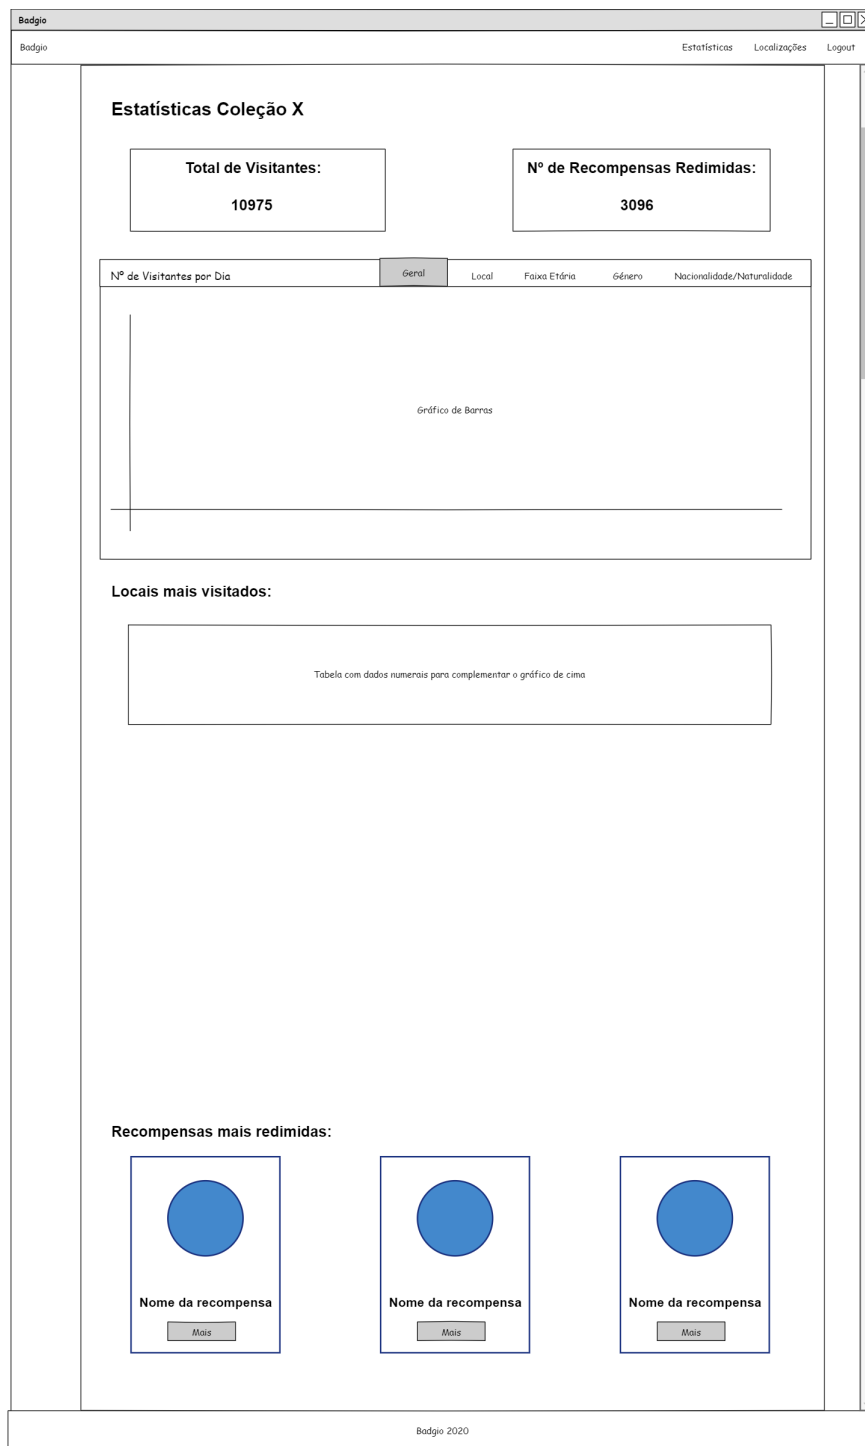 Badgio
Badgio
Estatísticas
Localizações
Logout
Estatísticas Coleção X
Total de Visitantes:
10975
Nº de Recompensas Redimidas:
3096
Nº de Visitantes por Dia
Geral
Local
Faixa Etária
Género
Nacionalidade/Naturalidade
Gráfico de Barras
Locais mais visitados:
Tabela com dados numerais para complementar o gráfico de cima
Recompensas mais redimidas:
Nome da recompensa
Mais
Nome da recompensa
Mais
Nome da recompensa
Mais
Badgio 2020